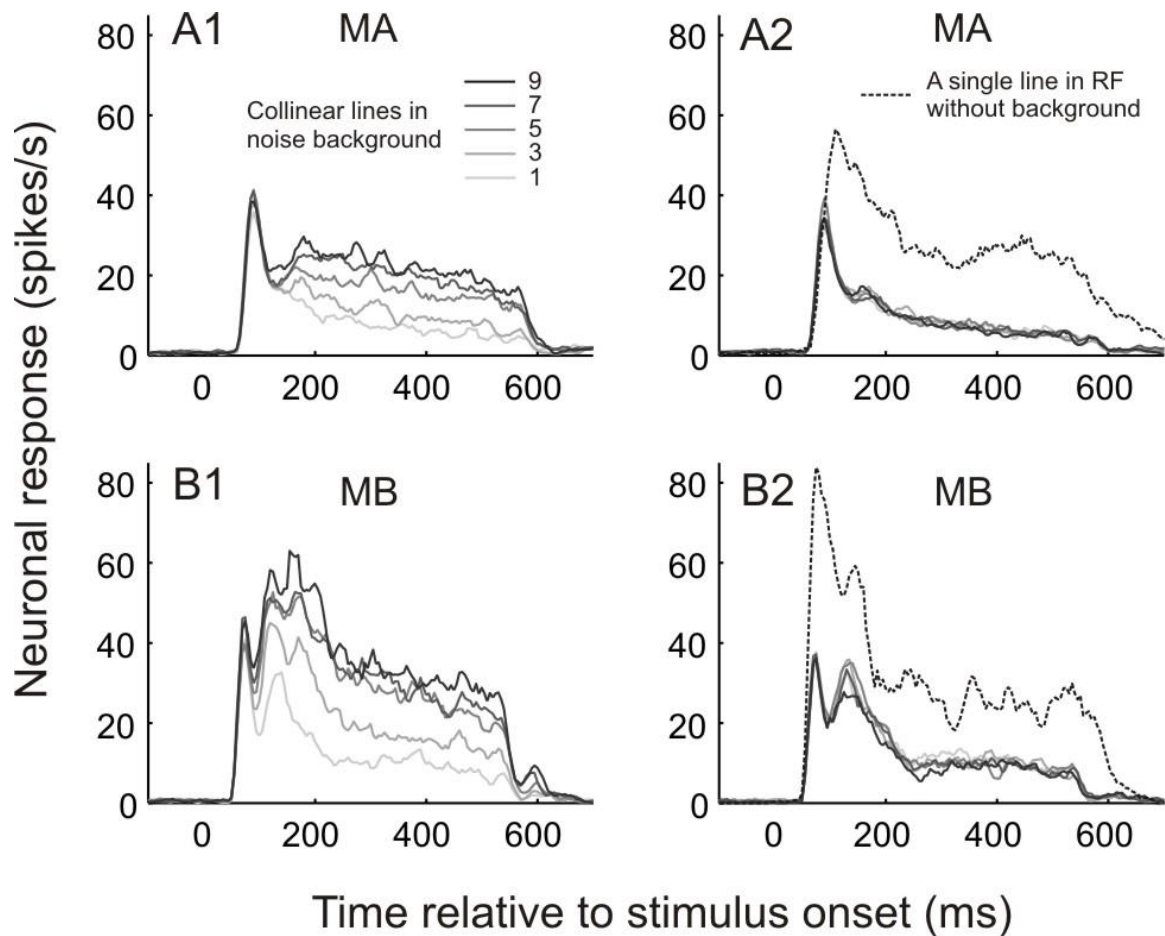 Neuronal response (spikes/s)
A1
MA
80
60
40
20
0
Collinear lines in
noise background
9
7
5
3
1
0 200 400 600
A2
MA
80
60
40
20
0
A single line in RF
without background
0 200 400 600
B1
MB
80
60
40
20
0
0 200 400 600
B2
MB
80
60
40
20
0
0 200 400 600
Time relative to stimulus onset (ms)